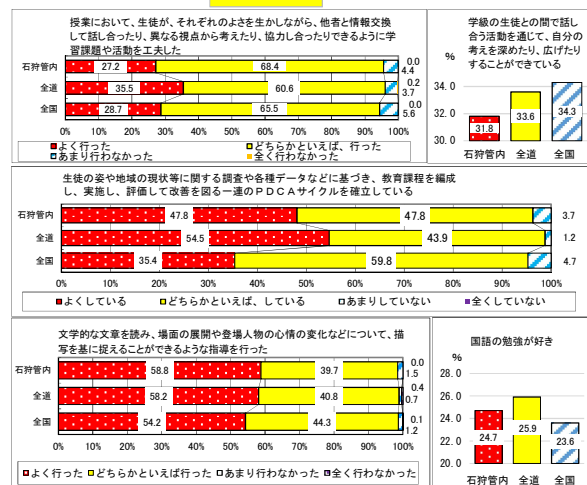 授業において、生徒が、それぞれのよさを生かしながら、他者と情報交換
して話し合ったり、異なる視点から考えたり、協力し合ったりできるように学
習課題や活動を工夫した
石狩管内 27.2 68.4 0.0 4.4
全道 35.5 60.6 0.2 3.7
全国 28.7 65.5 0.0 5.6
0% 10% 20% 30% 40% 50% 60% 70% 80% 90% 100%
よく行った どちらかといえば、行った
あまり行わなかった 全く行わなかった
学級の生徒との間で話し
合う活動を通じて、自分の
考えを深めたり、広げたり
することができている
%
34.0
32.0
30.0
31.8 33.6 34.3
石狩管内 全道 全国
生徒の姿や地域の現状等に関する調査や各種データなどに基づき、教育課程を編成
し、実施し、評価して改善を図る一連のPDCAサイクルを確立している
石狩管内 47.8 47.8 3.7
全道 54.5 43.9 1.2
全国 35.4 59.8 4.7
0% 10% 20% 30% 40% 50% 60% 70% 80% 90% 100%
よくしている どちらかといえば、している あまりしていない 全くしていない
文学的な文章を読み、場面の展開や登場人物の心情の変化などについて、描
写を基に捉えることができるような指導を行った
石狩管内 58.8 39.7 0.0 1.5
全道 58.2 40.8 0.4 0.7
全国 54.2 44.3 0.1 1.2
0% 10% 20% 30% 40% 50% 60% 70% 80% 90% 100%
よく行った どちらかといえば行った あまり行わなかった 全く行わなかった
国語の勉強が好き
%
28.0
26.0
24.0
22.0
20.0
24.7 25.9 23.6
石狩管内 全道 全国